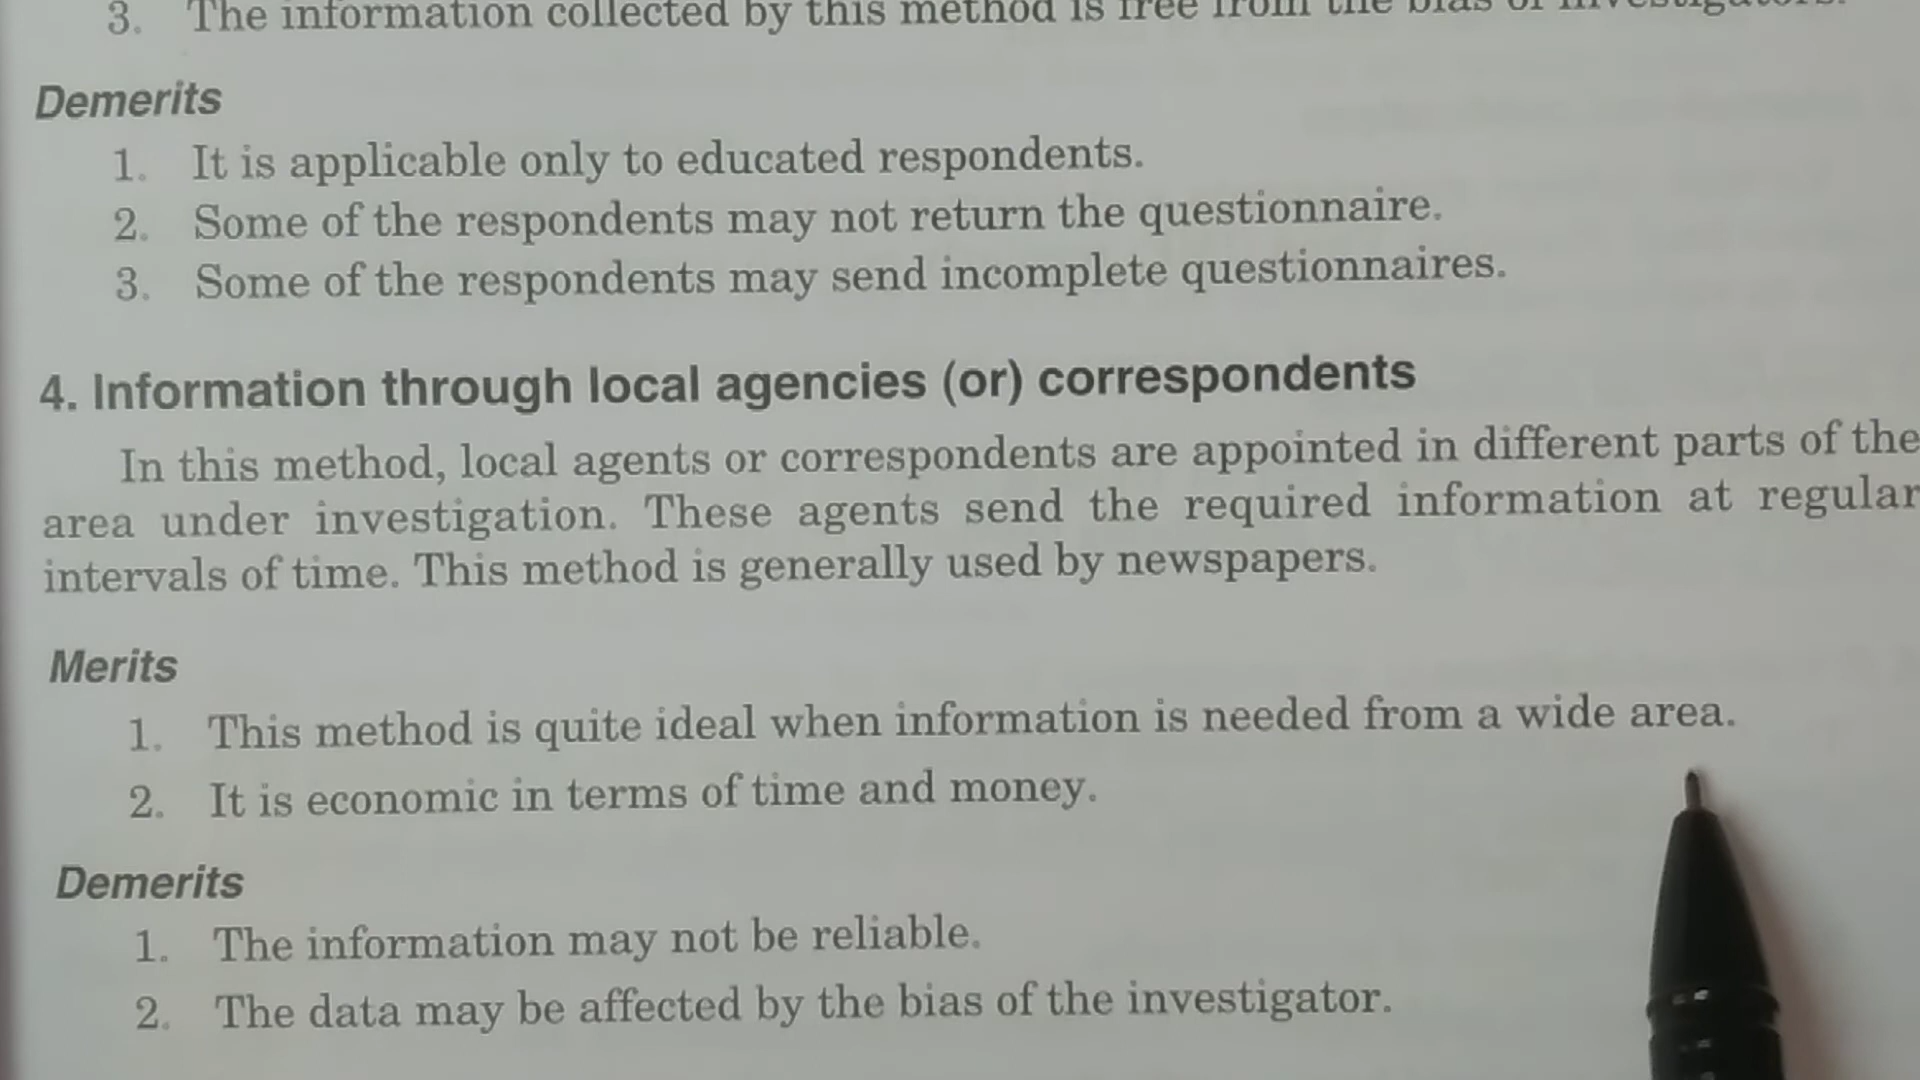 3. The information collected by this method is free from the bias of investigators.
Demerits
1. It is applicable only to educated respondents.
2. Some of the respondents may not return the questionnaire.
3. Some of the respondents may send incomplete questionnaires.
4. Information through local agencies (or) correspondents
In this method, local agents or correspondents are appointed in different parts of the
area under investigation. These agents send the required information at regular
intervals of time. This method is generally used by newspapers.
Merits
1. This method is quite ideal when information is needed from a wide area.
2. It is economic in terms of time and money.
Demerits
1. The information may not be reliable.
2. The data may be affected by the bias of the investigator.